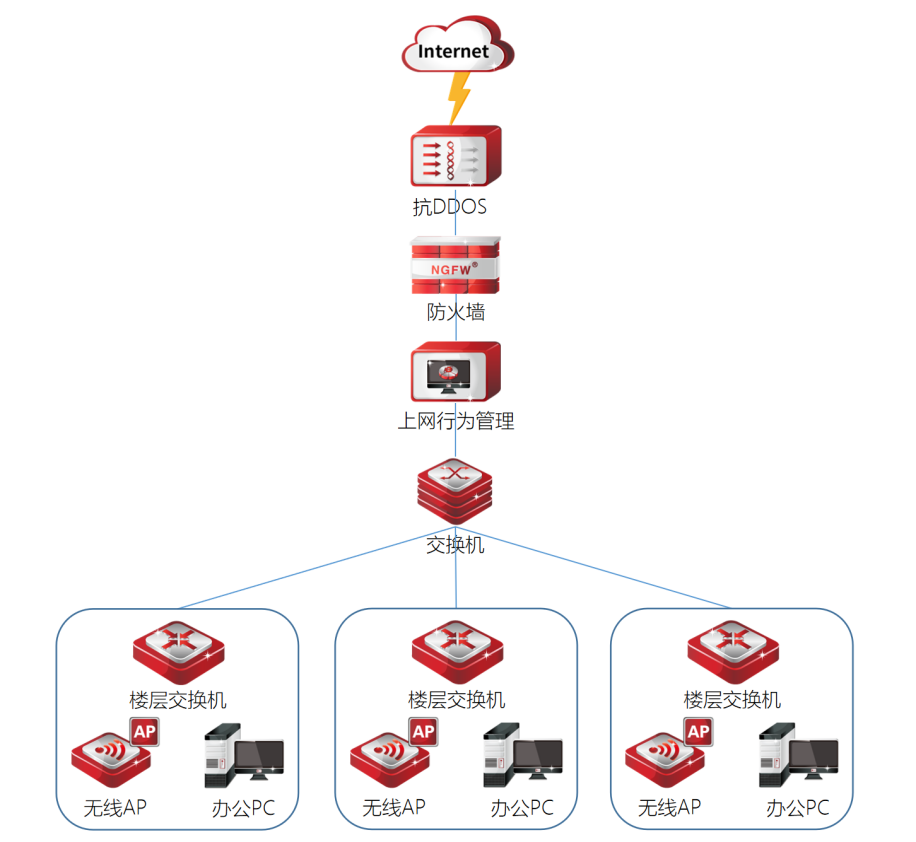 Internet
抗DDOS
NGFW®
防火墙
上网行为管理
交换机
楼层交换机
楼层交换机
楼层交换机
AP
AP
AP
无线AP
办公PC
无线AP
办公PC
无线AP
办公PC